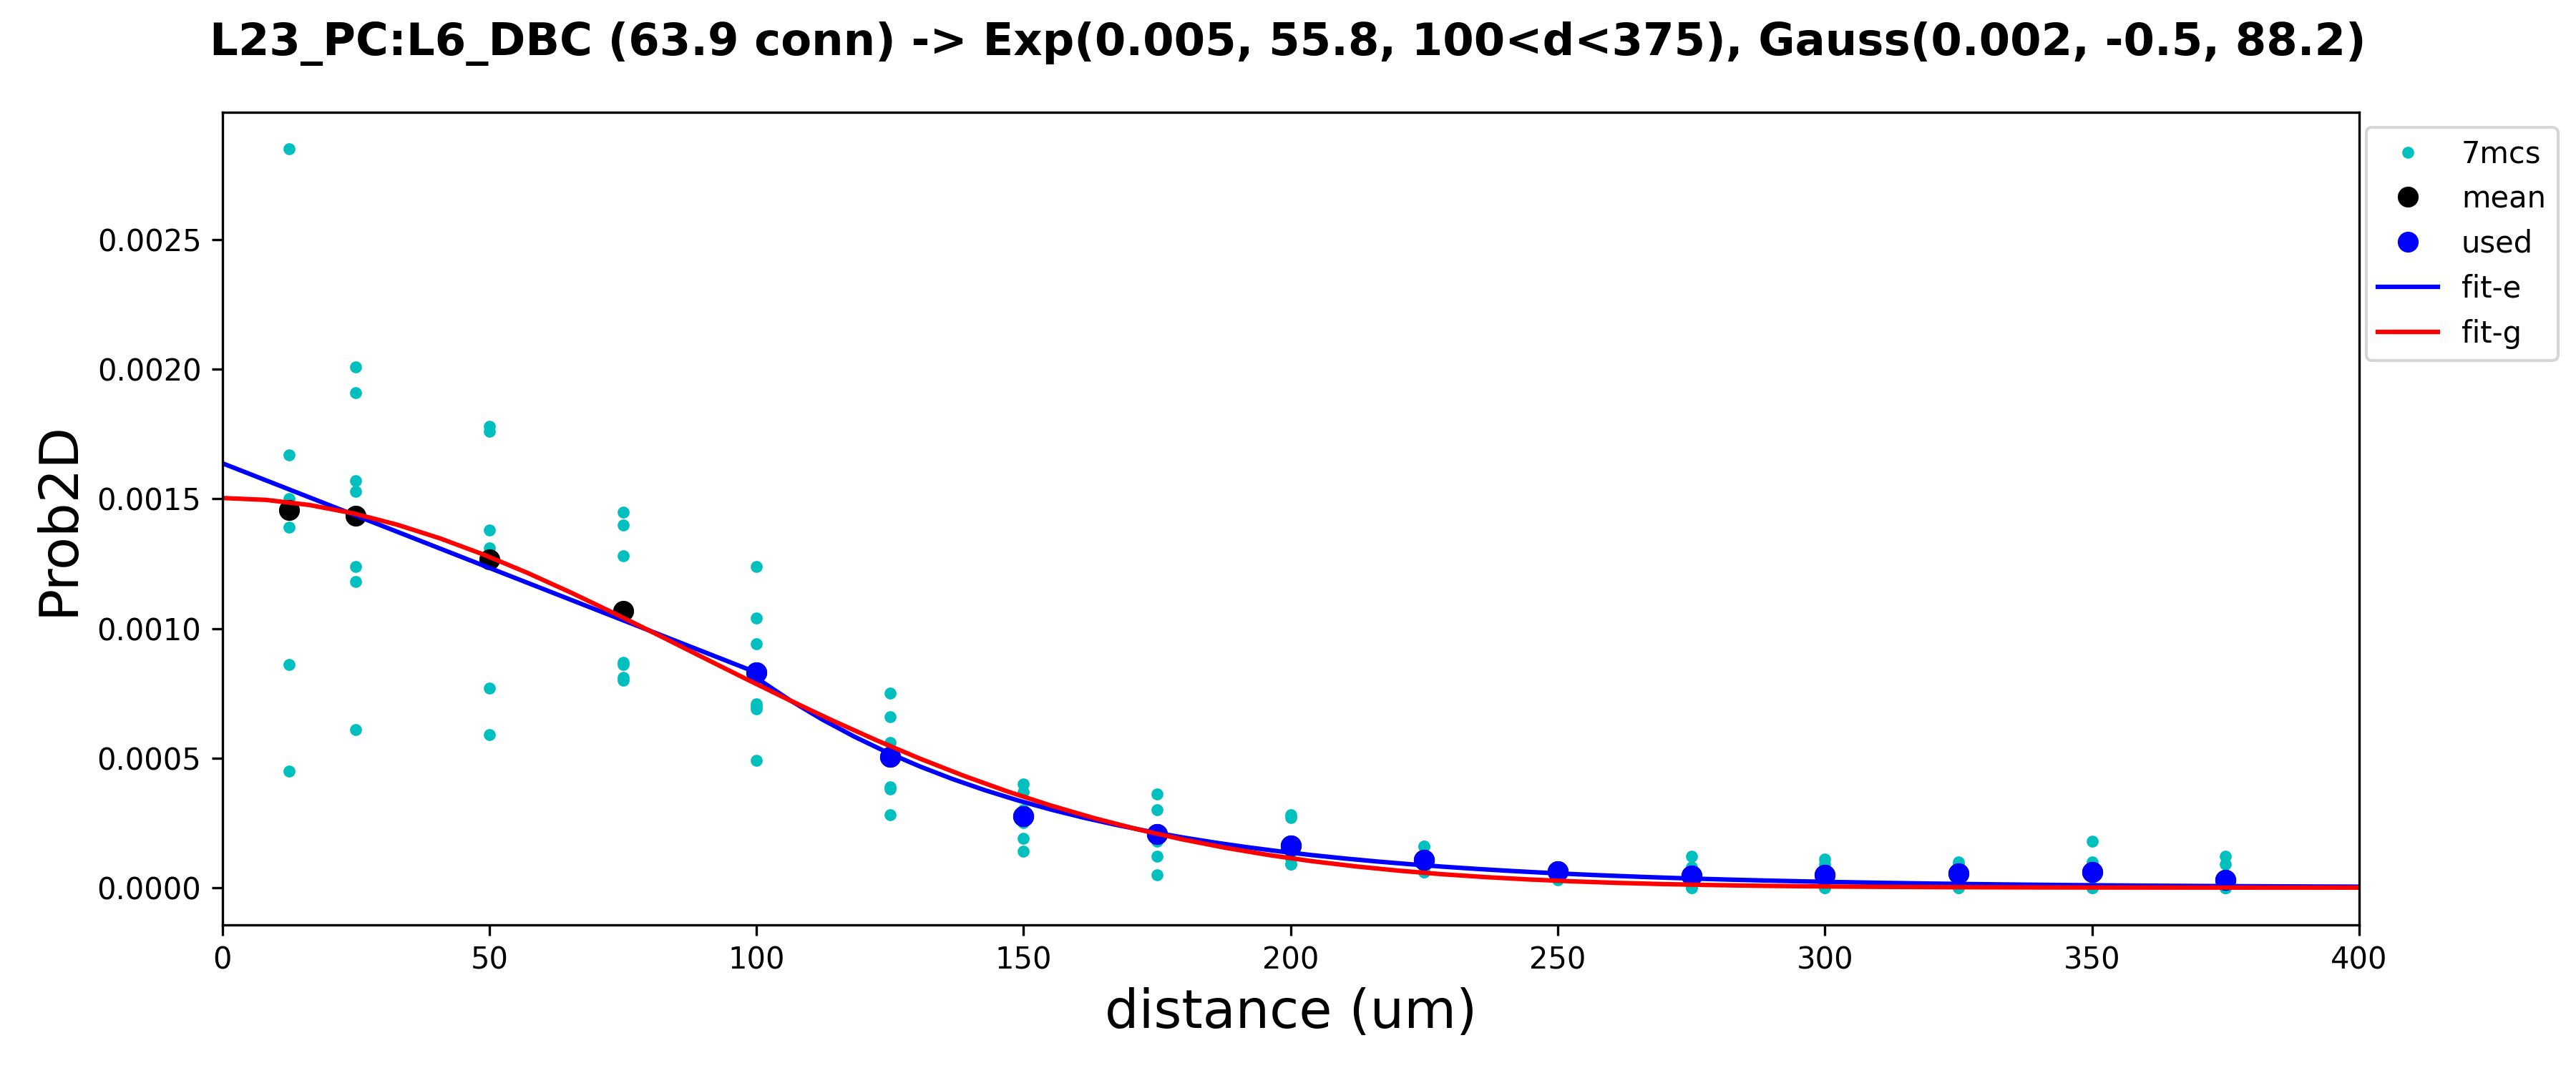 L23_PC:L6_DBC (63.9 conn) -> Exp(0.005, 55.8, 100<d<375), Gauss(0.002, -0.5, 88.2)
7mcs
mean
used
fit-e
fit-g
Prob2D
0.0025
0.0020
0.0015
0.0010
0.0005
0.0000
0 50 100 150 200 250 300 350 400
distance (um)